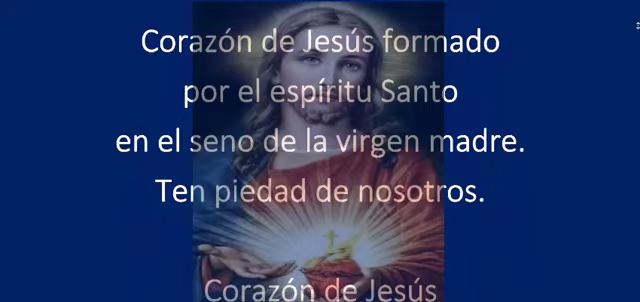 Corazón de Jesús formado
por el espíritu Santo
en el seno de la virgen madre.
Ten piedad de nosotros.
Corazón de Jesús